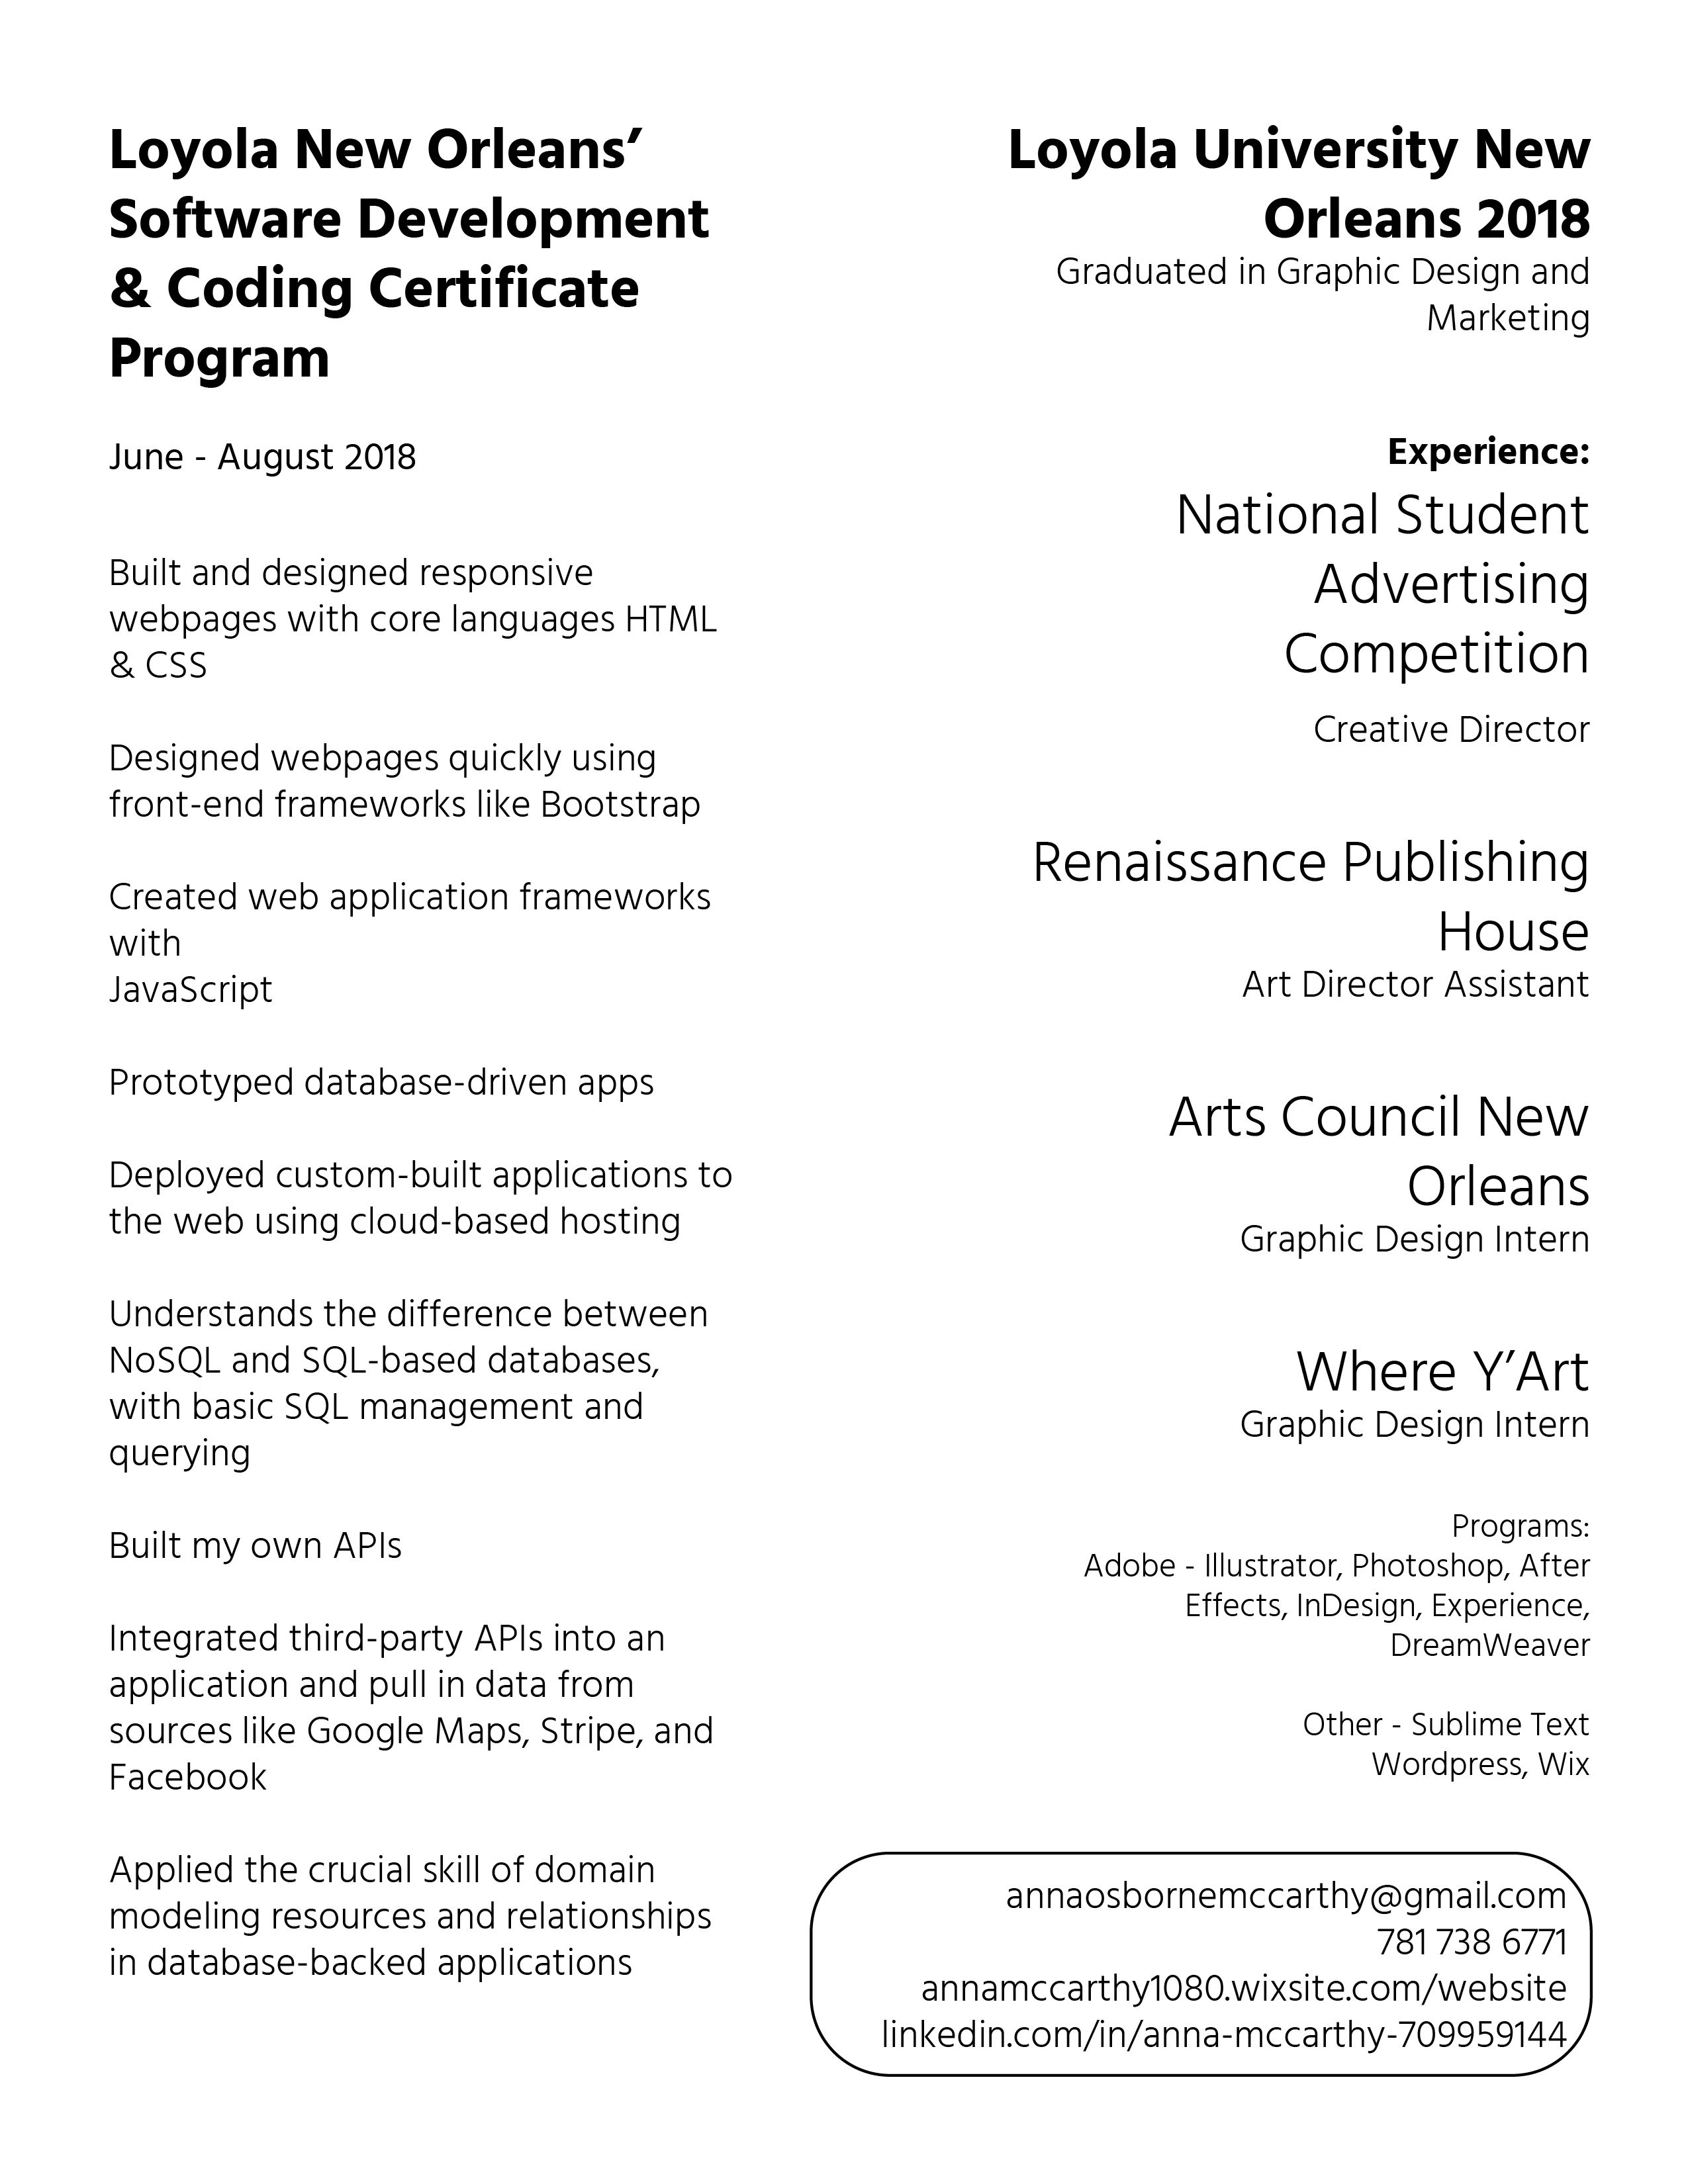 Loyola New Orleans’
Software Development
& Coding Certificate
Program
June - August 2018
Built and designed responsive
webpages with core languages HTML
& CSS
Designed webpages quickly using
front-end frameworks like Bootstrap
Created web application frameworks
with
JavaScript
Prototyped database-driven apps
Deployed custom-built applications to
the web using cloud-based hosting
Understands the difference between
NoSQL and SQL-based databases,
with basic SQL management and
querying
Built my own APIs
Integrated third-party APIs into an
application and pull in data from
sources like Google Maps, Stripe, and
Facebook
Applied the crucial skill of domain
modeling resources and relationships
in database-backed applications
Loyola University New
Orleans 2018
Graduated in Graphic Design and
Marketing
Experience:
National Student
Advertising
Competition
Creative Director
Renaissance Publishing
House
Art Director Assistant
Arts Council New
Orleans
Graphic Design Intern
Where Y’Art
Graphic Design Intern
Programs:
Adobe - Illustrator, Photoshop, After
Effects, InDesign, Experience,
DreamWeaver
Other - Sublime Text
Wordpress, Wix
annaosbornemccarthy@gmail.com
781 738 6771
annamccarthy1080.wixsite.com/website
linkedin.com/in/anna-mccarthy-709959144